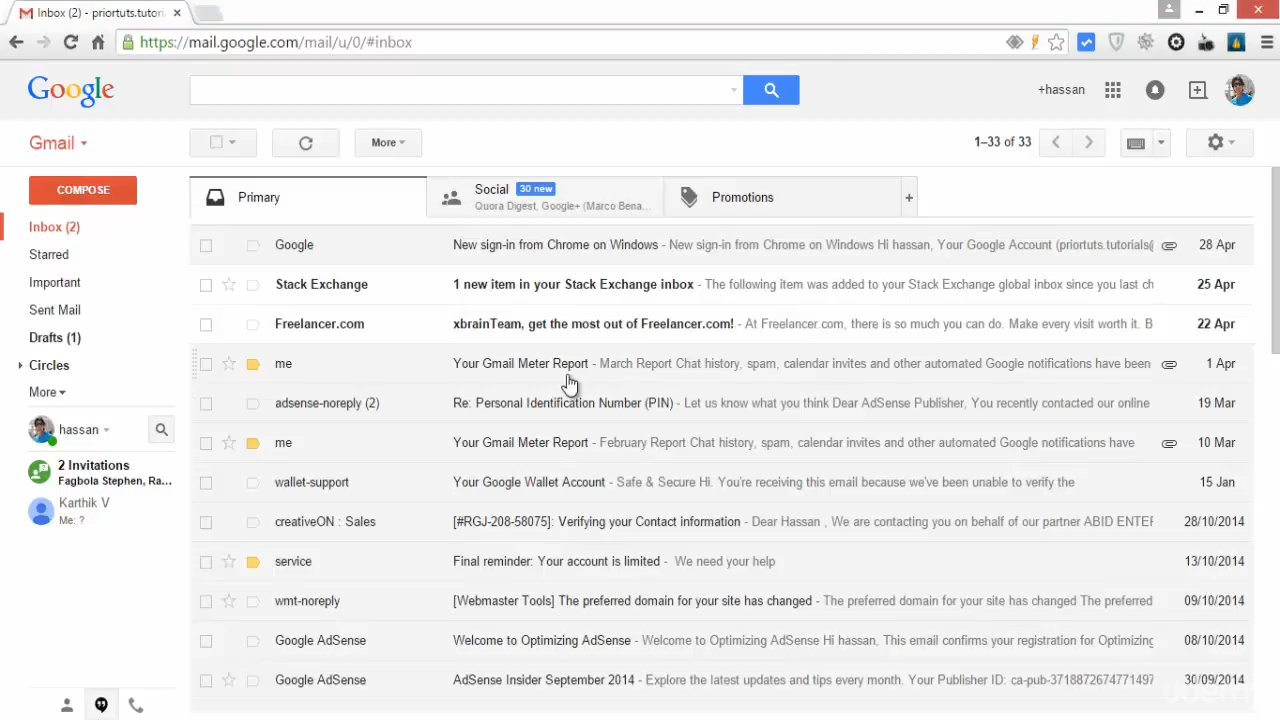 Inbox (2) - priortuts.tutori
https://mail.google.com/mail/u/0/#inbox
Google
+hassan
Gmail
More
1–33 of 33
COMPOSE
Inbox (2)
Starred
Important
Sent Mail
Drafts (1)
Circles
More
hassan
2 Invitations
Fagbola Stephen, Ra...
Karthik V
Me: ?
Primary
Social 30 new
Quora Digest, Google+ (Marco Bena...
Promotions
+
Google New sign-in from Chrome on Windows - New sign-in from Chrome on Windows Hi hassan, Your Google Account (priortuts.tutorials@ 28 Apr
Stack Exchange 1 new item in your Stack Exchange inbox - The following item was added to your Stack Exchange global inbox since you last ch 25 Apr
Freelancer.com xbrainTeam, get the most out of Freelancer.com! - At Freelancer.com, there is so much you can do. Make every visit worth it. B 22 Apr
me Your Gmail Meter Report - March Report Chat history, spam, calendar invites and other automated Google notifications have been 1 Apr
adsense-noreply (2) Re: Personal Identification Number (PIN) - Let us know what you think Dear AdSense Publisher, You recently contacted our online 19 Mar
me Your Gmail Meter Report - February Report Chat history, spam, calendar invites and other automated Google notifications have 10 Mar
wallet-support Your Google Wallet Account - Safe & Secure Hi. You're receiving this email because we've been unable to verify the 15 Jan
creativeON : Sales [#RGJ-208-58075]: Verifying your Contact information - Dear Hassan , We are contacting you on behalf of our partner ABID ENTER 28/10/2014
service Final reminder: Your account is limited - We need your help 13/10/2014
wmt-noreply [Webmaster Tools] The preferred domain for your site has changed - The preferred domain for your site has changed The preferred 09/10/2014
Google AdSense Welcome to Optimizing AdSense - Welcome to Optimizing AdSense Hi hassan, This email confirms your registration for Optimizing 08/10/2014
Google AdSense AdSense Insider September 2014 - Explore the latest updates and tips every month. Your Publisher ID: ca-pub-3718872674771497 30/09/2014